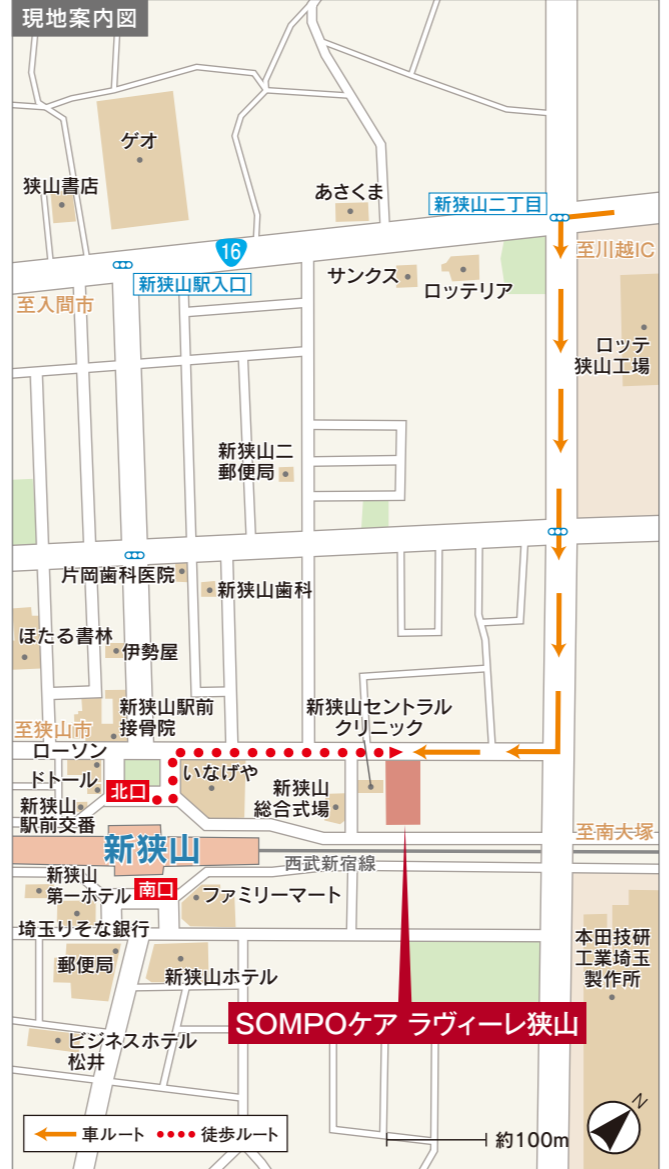 現地案内図
ゲオ
狭山書店
あさくま
新狭山二丁目
16
至川越IC
新狭山駅入口
サンクス
ロッテリア
至入間市
ロッテ
狭山工場
新狭山二
郵便局
片岡歯科医院
新狭山歯科
ほたる書林
伊勢屋
新狭山駅前
接骨院
新狭山セントラル
クリニック
至狭山市
ローソン
ドトール
いなげや
北口
新狭山
総合式場
新狭山
駅前交番
至南大塚
新狭山
西武新宿線
新狭山
第一ホテル
南口
ファミリーマート
埼玉りそな銀行
郵便局
新狭山ホテル
本田技研
工業埼玉
製作所
SOMPOケア ラヴィーレ狭山
ビジネスホテル
松井
車ルート
徒歩ルート
約100m
N